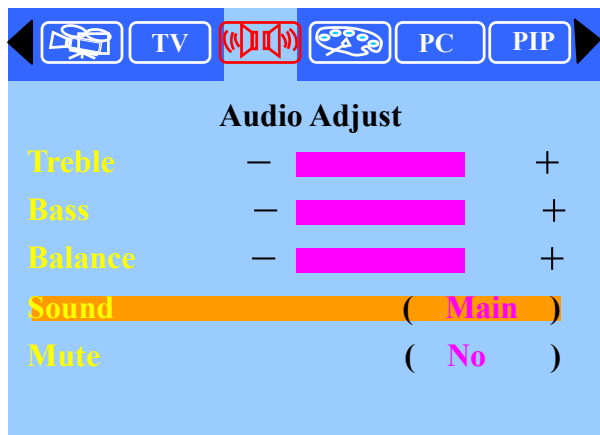 TV PC PIP
Audio Adjust
Treble − +
Bass − +
Balance − +
Sound ( Main )
Mute ( No )